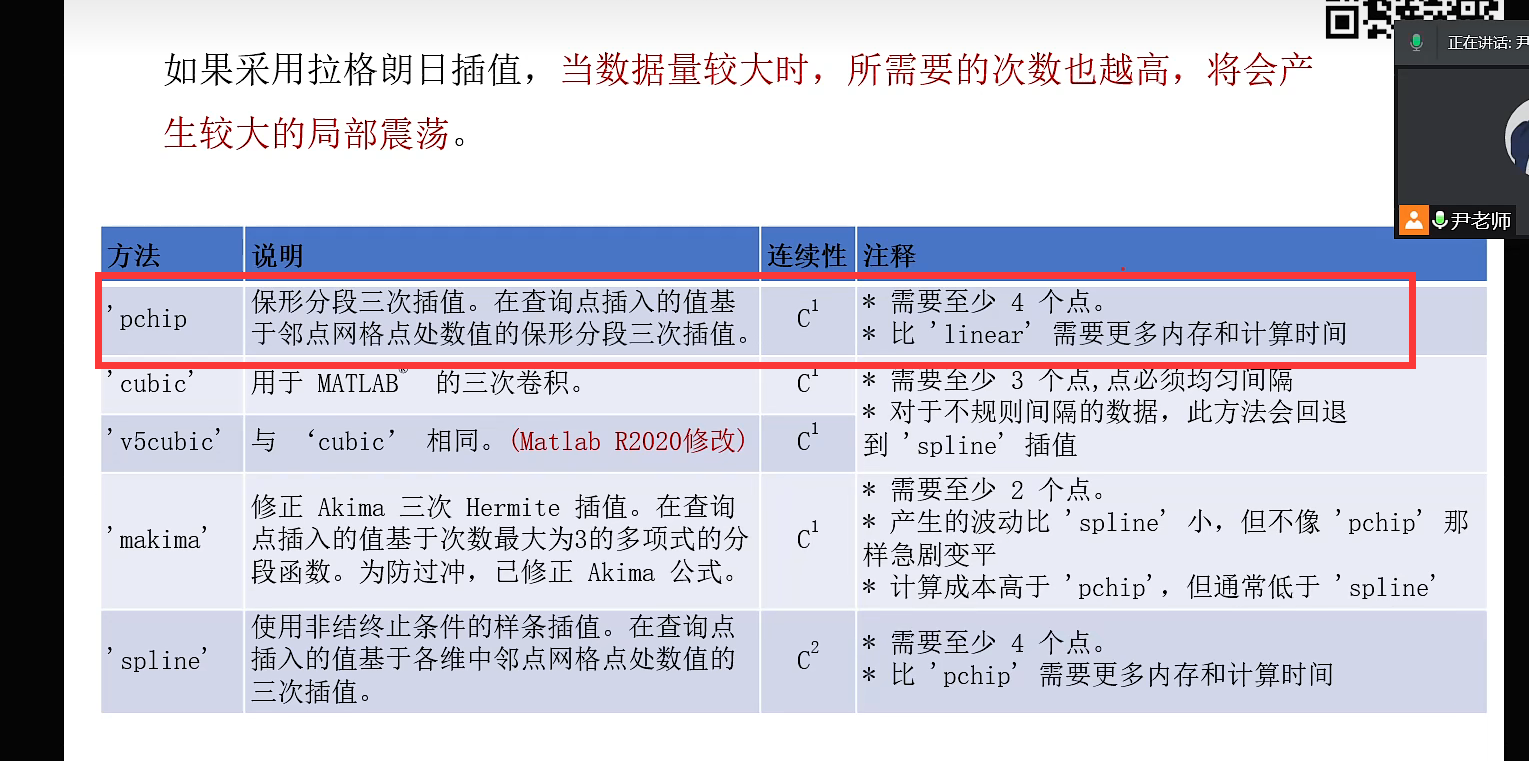 如果采用拉格朗日插值，当数据量较大时，所需要的次数也越高，将会产
生较大的局部震荡。
正在讲话: 尹
尹老师
方法 说明 连续性 注释
'pchip 保形分段三次插值。在查询点插入的值基
于邻点网格点处数值的保形分段三次插值。
C¹
* 需要至少 4 个点。
* 比 'linear' 需要更多内存和计算时间
'cubic' 用于 MATLAB® 的三次卷积。 C¹
* 需要至少 3 个点,点必须均匀间隔
* 对于不规则间隔的数据，此方法会回退
到 'spline' 插值
'v5cubic' 与 ‘cubic’ 相同。(Matlab R2020修改) C¹
'makima'
修正 Akima 三次 Hermite 插值。在查询
点插入的值基于次数最大为3的多项式的分
段函数。为防过冲，己修正 Akima 公式。
C¹
* 需要至少 2 个点。
* 产生的波动比 'spline' 小，但不像 'pchip' 那
样急剧变平
* 计算成本高于 'pchip'，但通常低于 'spline'
'spline'
使用非结终止条件的样条插值。在查询点
插入的值基于各维中邻点网格点处数值的
三次插值。
C²
* 需要至少 4 个点。
* 比 'pchip' 需要更多内存和计算时间